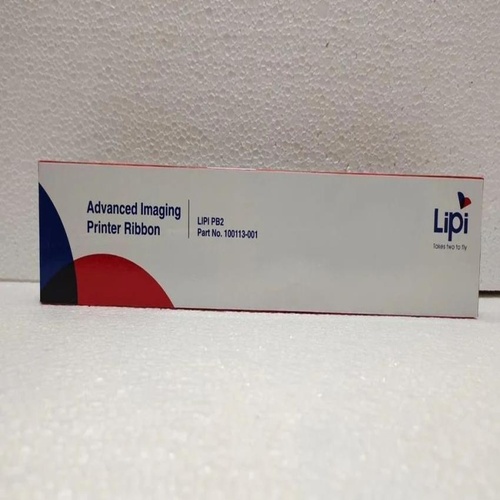 Advanced Imaging
Printer Ribbon
LIPI PB2
Part No. 100113-001
Lipi
Takes two to fly